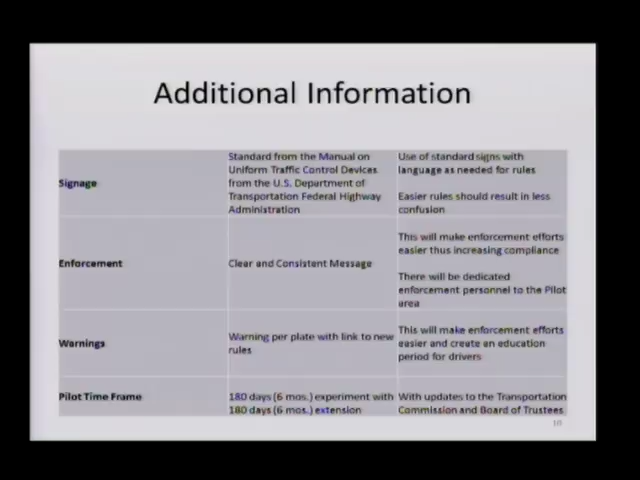 Additional Information
Signage
Standard from the Manual on
Uniform Traffic Control Devices
from the U.S. Department of
Transportation Federal Highway
Administration
Use of standard signs with
language as needed for rules
Easier rules should result in less
confusion
Enforcement
Clear and Consistent Message
This will make enforcement efforts
easier thus increasing compliance
There will be dedicated
enforcement personnel to the Pilot
area
Warnings
Warning per plate with link to new
rules
This will make enforcement efforts
easier and create an education
period for drivers
Pilot Time Frame
180 days (6 mos.) experiment with
180 days (6 mos.) extension
With updates to the Transportation
Commission and Board of Trustees